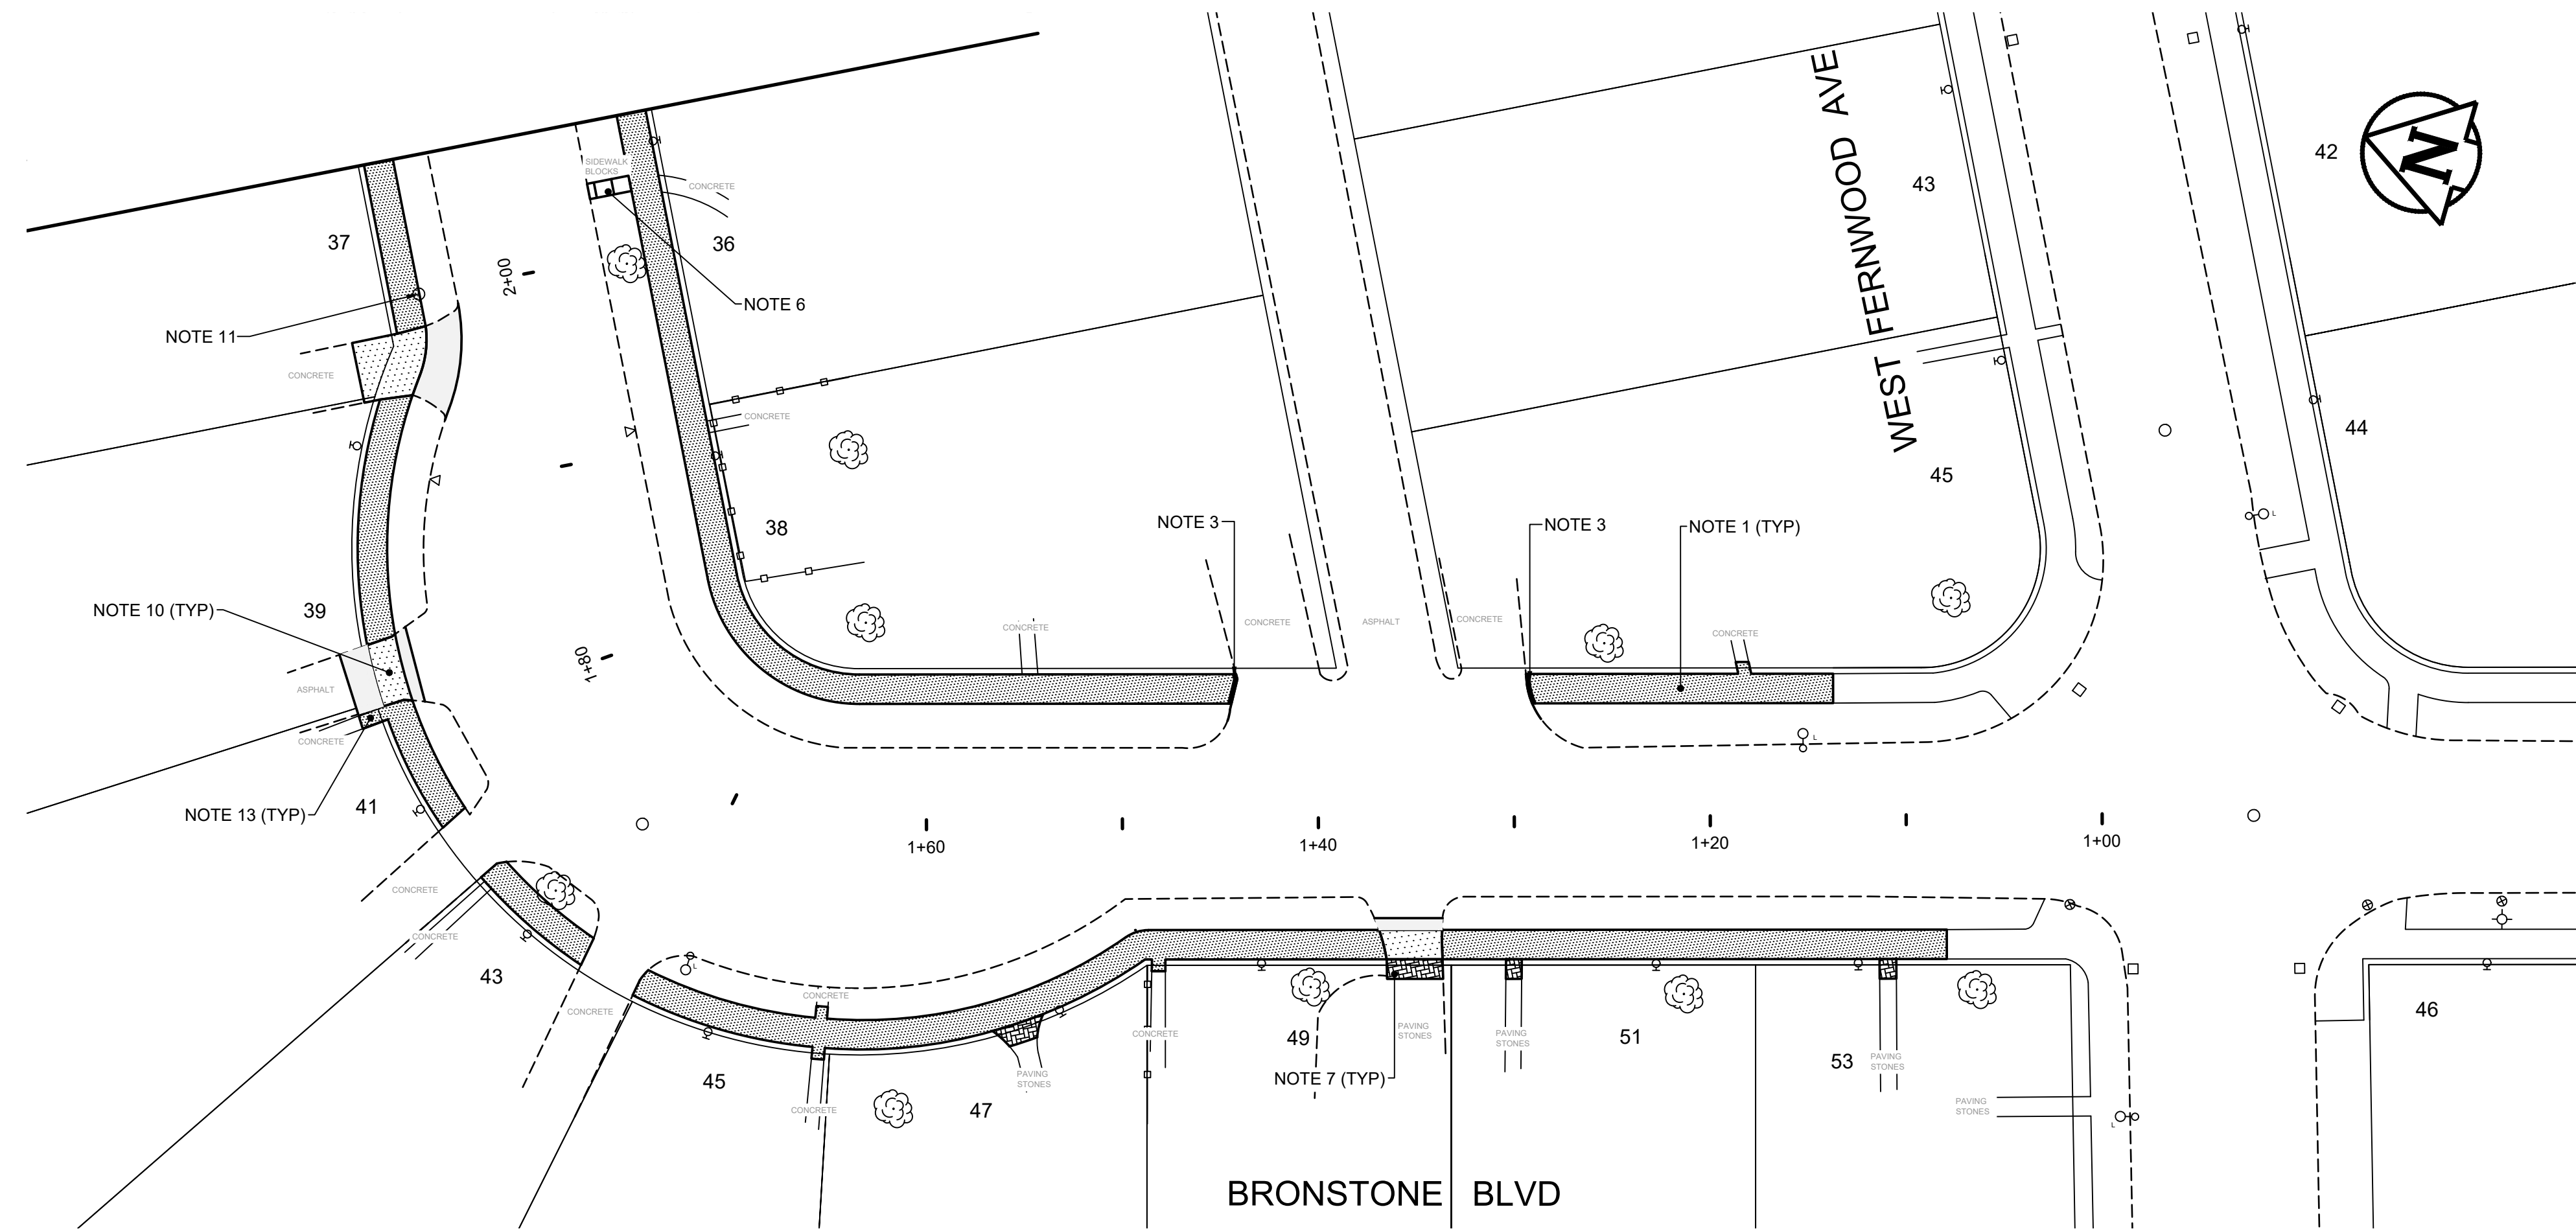 WEST FERNWOOD AVE
42
N
SIDEWALK
BLOCKS
CONCRETE
43
37
36
2+00
NOTE 6
NOTE 11
CONCRETE
CONCRETE
44
45
38
NOTE 3
NOTE 3
NOTE 1 (TYP)
L
39
NOTE 10 (TYP)
CONCRETE
CONCRETE
ASPHALT
CONCRETE
CONCRETE
1+80
ASPHALT
CONCRETE
L
41
NOTE 13 (TYP)
1+60
1+40
1+20
1+00
CONCRETE
CONCRETE
43
L
CONCRETE
CONCRETE
46
CONCRETE
49
PAVING
STONES
PAVING
STONES
51
53
PAVING
STONES
45
PAVING
STONES
NOTE 7 (TYP)
CONCRETE
47
PAVING
STONES
L
BRONSTONE BLVD